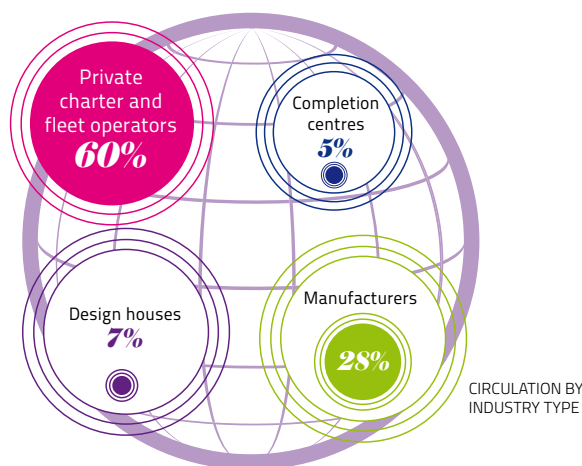 Private
charter and
fleet operators
60%
Completion
centres
5%
Design houses
7%
Manufacturers
28%
CIRCULATION BY
INDUSTRY TYPE